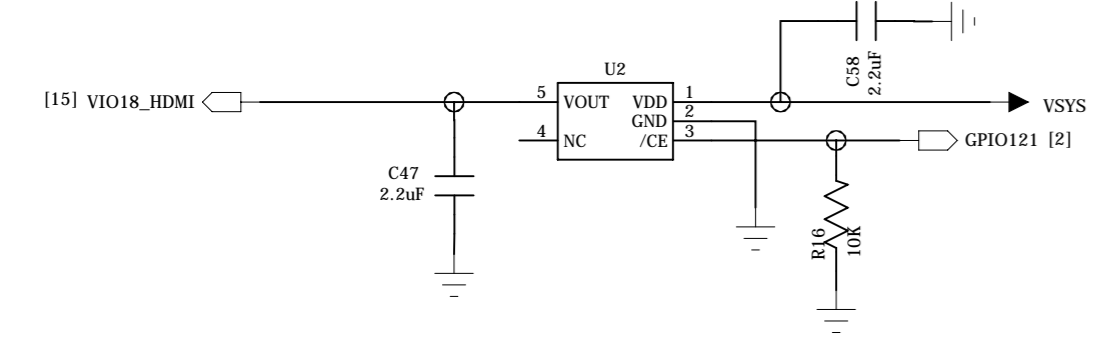 C58
2.2uF
U2
[15] VIO18_HDMI
5 VOUT VDD 1
VSYS
GND 2
4 NC /CE 3
GPIO121 [2]
C47
2.2uF
R16
10K